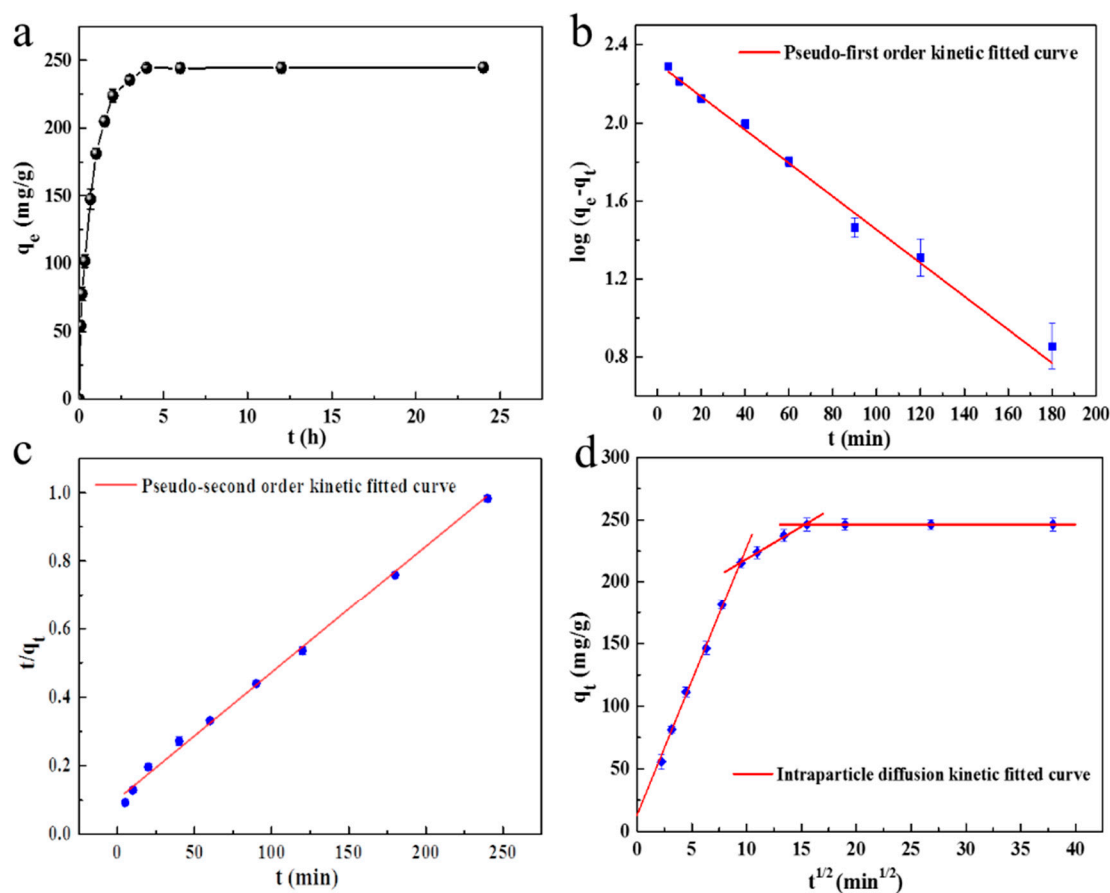 a
250
200
150
100
50
0
q_e (mg/g)
0 5 10 15 20 25
t (h)
b
Pseudo-first order kinetic fitted curve
2.4
2.0
1.6
1.2
0.8
log (q_e-q_t)
0 20 40 60 80 100 120 140 160 180 200
t (min)
c
Pseudo-second order kinetic fitted curve
1.0
0.8
0.6
0.4
0.2
0.0
t/q_t
0 50 100 150 200 250
t (min)
d
300
250
200
150
100
50
0
q_t (mg/g)
Intraparticle diffusion kinetic fitted curve
0 5 10 15 20 25 30 35 40
t^1/2 (min^1/2)